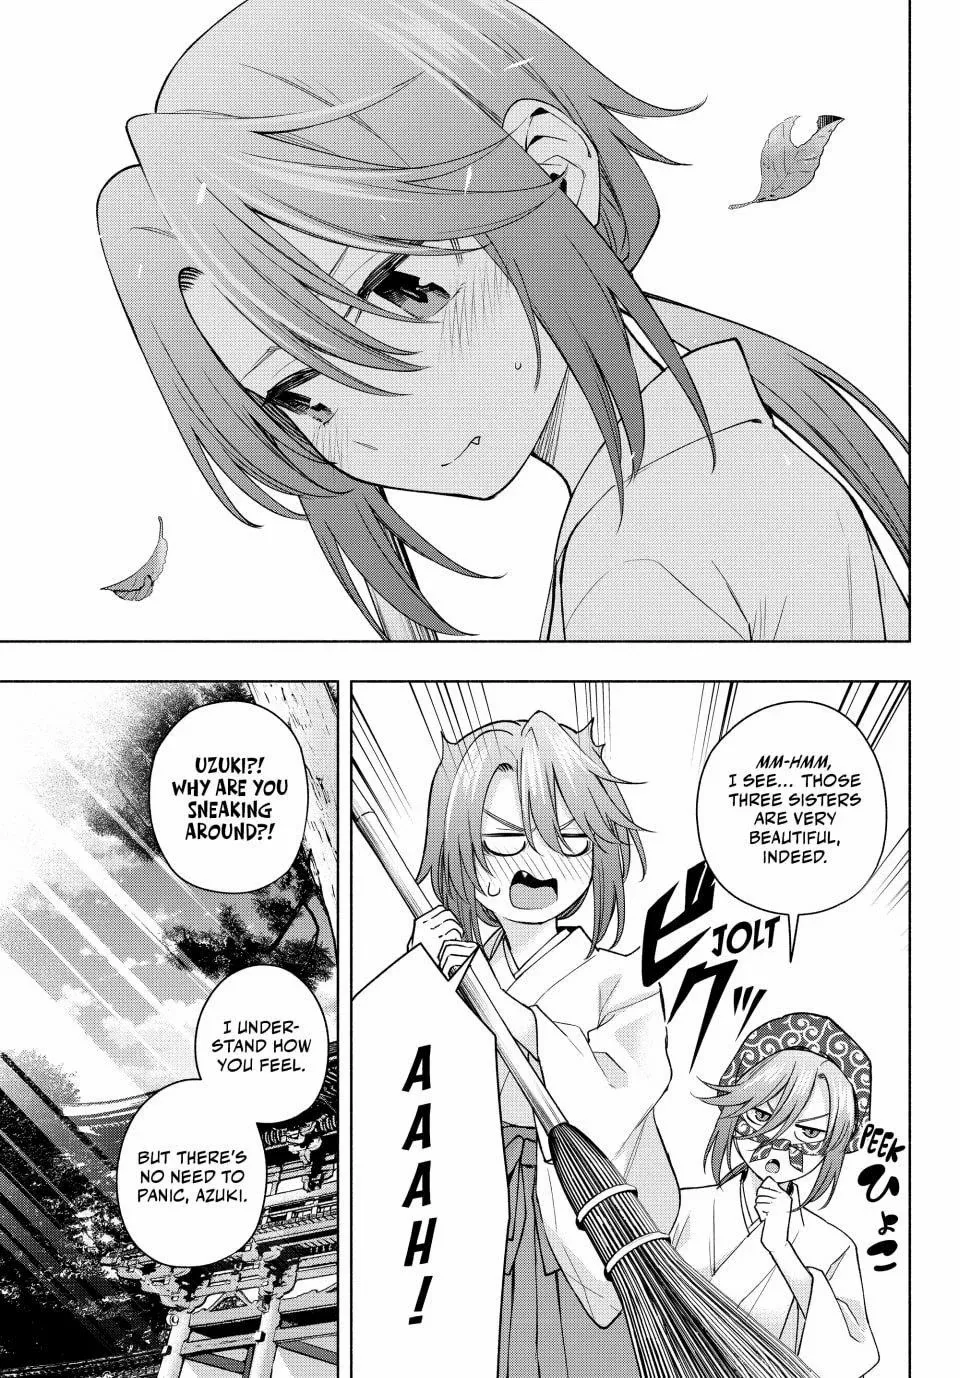 MM-HMM,
I SEE... THOSE
THREE SISTERS
ARE VERY
BEAUTIFUL,
INDEED.
ビクッ
JOLT
PEEK
ひょこ
AAAAH!
UZUKI?!
WHY ARE YOU
SNEAKING
AROUND?!
I UNDER-
STAND HOW
YOU FEEL.
BUT THERE'S
NO NEED TO
PANIC, AZUKI.